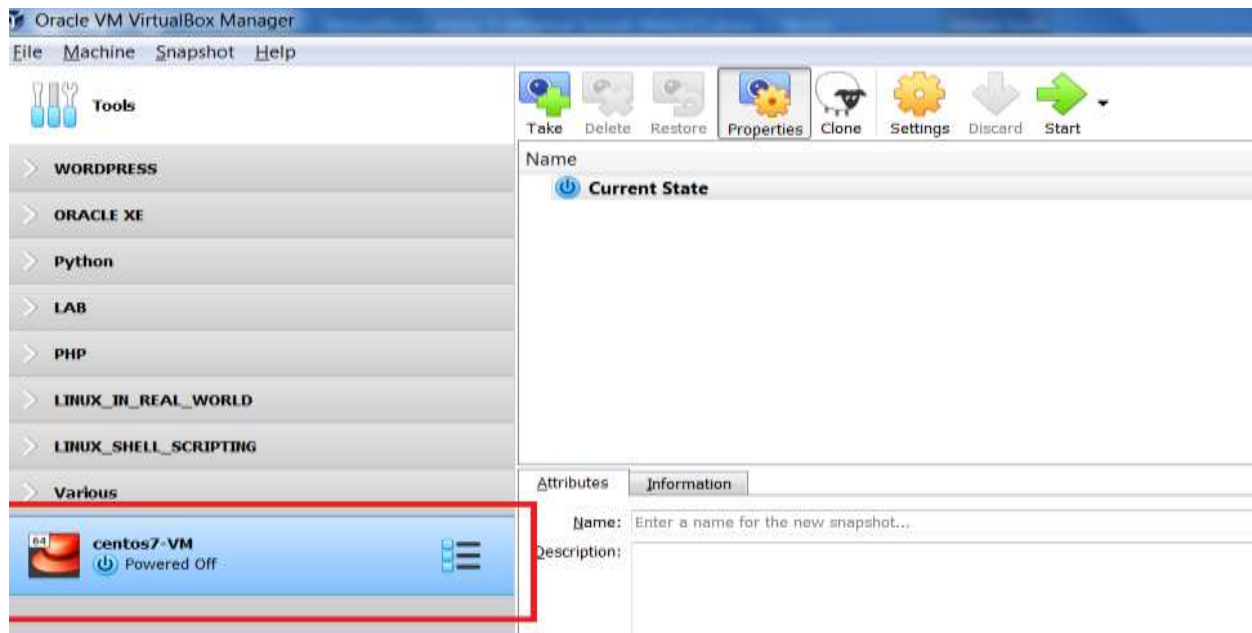 Oracle VM VirtualBox Manager
File Machine Snapshot Help
Tools
Take Delete Restore Properties Clone Settings Discard Start
WORDPRESS
ORACLE XE
Python
LAB
PHP
LINUX_IN_REAL_WORLD
LINUX_SHELL_SCRIPTING
Various
64
centos7-VM
Powered Off
Name
Current State
Attributes Information
Name: Enter a name for the new snapshot...
Description: